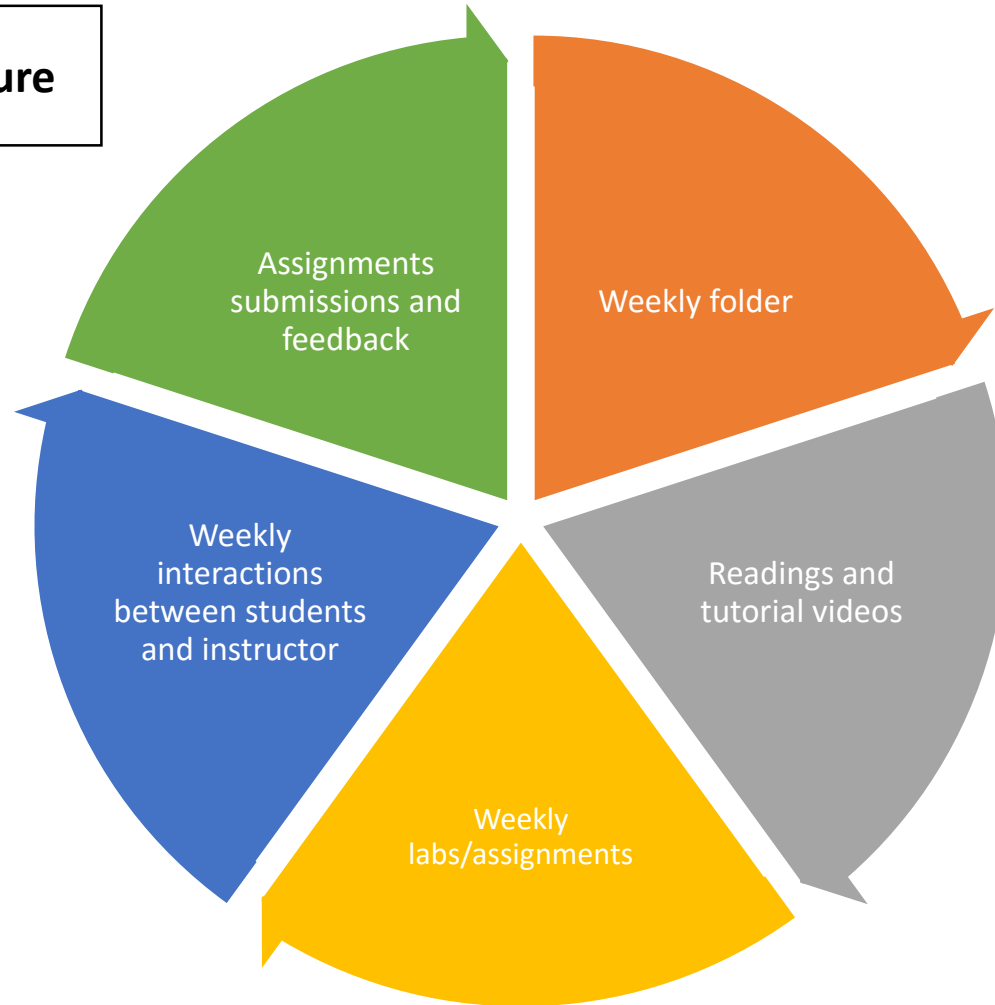 ure
Assignments
submissions and
feedback
Weekly folder
Weekly
interactions
between students
and instructor
Readings and
tutorial videos
Weekly
labs/assignments